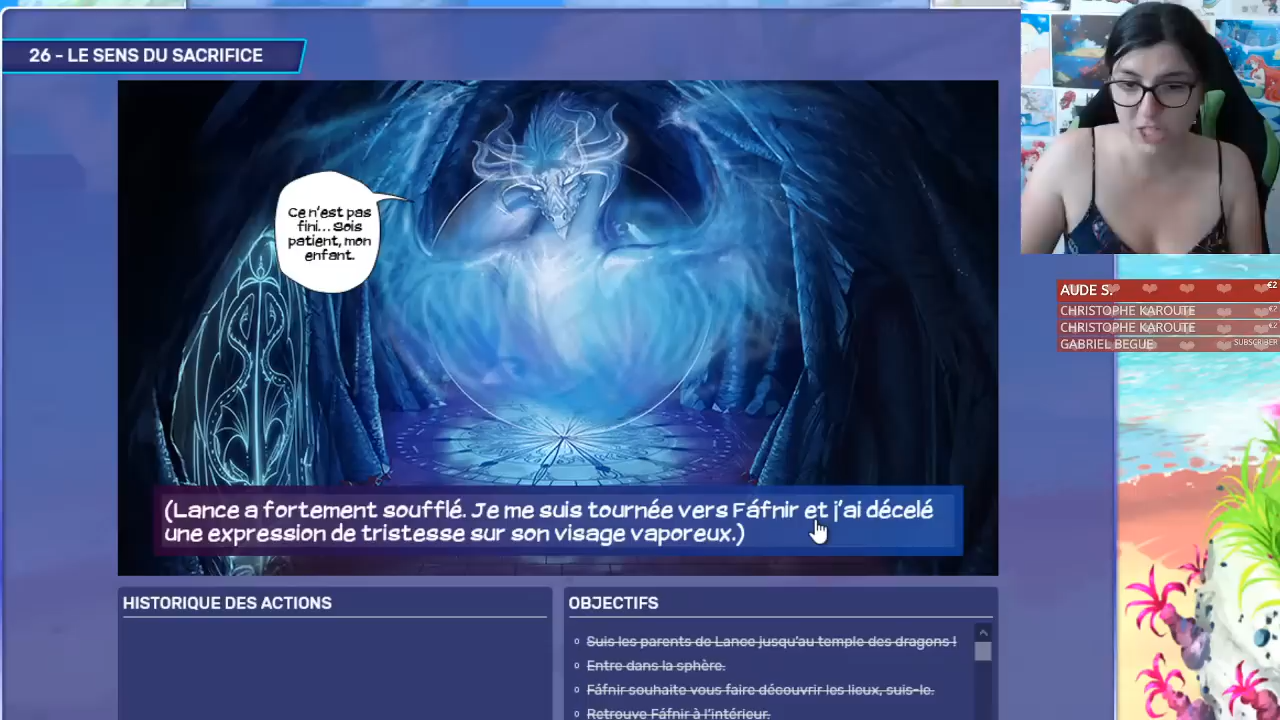 26 - LE SENS DU SACRIFICE
Ce n'est pas
fini... Sois
patient, mon
enfant.
(Lance a fortement soufflé. Je me suis tournée vers Fáfnir et j'ai décelé
une expression de tristesse sur son visage vaporeux.)
HISTORIQUE DES ACTIONS
OBJECTIFS
Suis les parents de Lance jusqu'au temple des dragons !
Entre dans la sphère.
Fáfnir souhaite vous faire découvrir les lieux, suis-le.
Retrouve Fáfnir à l'intérieur.
AUDE S. €2
CHRISTOPHE KAROUTE €2
CHRISTOPHE KAROUTE €2
GABRIEL BEGUE SUBSCRIBER